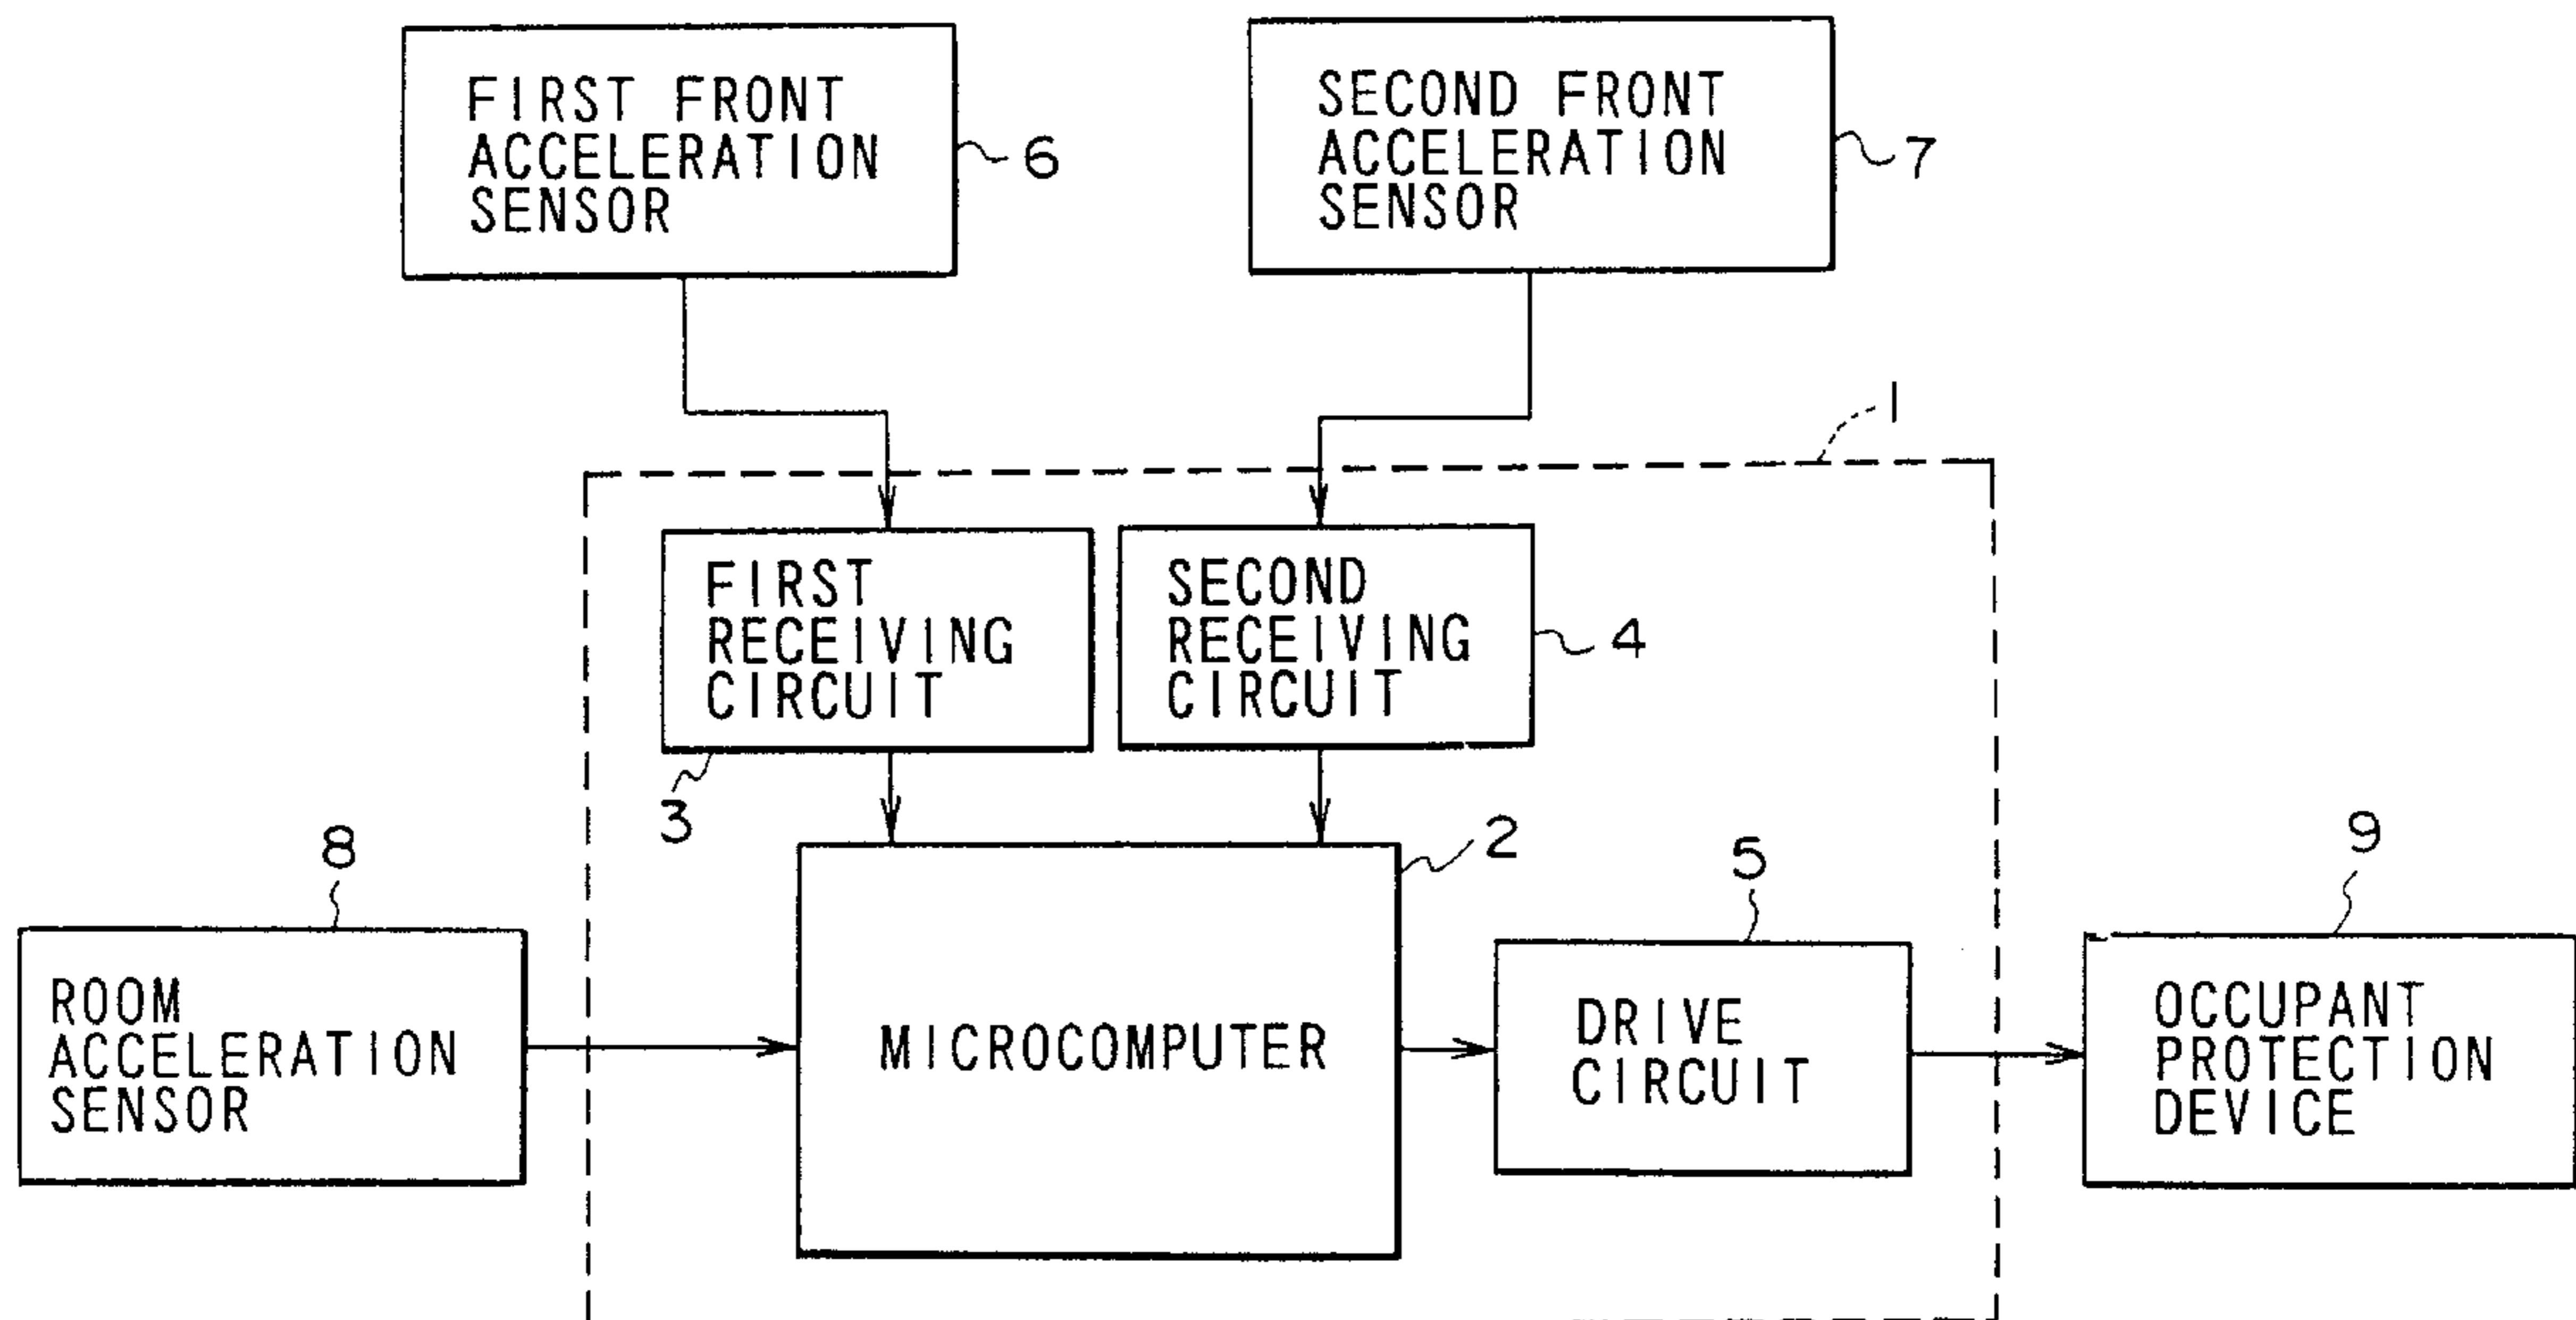 FIRST FRONT
ACCELERATION
SENSOR
6
SECOND FRONT
ACCELERATION
SENSOR
7
1
FIRST
RECEIVING
CIRCUIT
3
SECOND
RECEIVING
CIRCUIT
4
8
ROOM
ACCELERATION
SENSOR
2
MICROCOMPUTER
5
DRIVE
CIRCUIT
9
OCCUPANT
PROTECTION
DEVICE